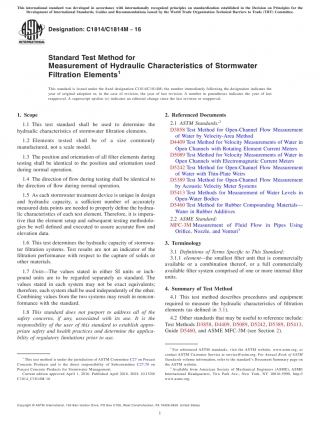 This international standard was developed in accordance with internationally recognized principles on standardization established in the Decision on Principles for the
Development of International Standards, Guides and Recommendations issued by the World Trade Organization Technical Barriers to Trade (TBT) Committee.
Designation: C1814/C1814M − 16
INTERNATIONAL
Standard Test Method for
Measurement of Hydraulic Characteristics of Stormwater
Filtration Elements¹
This standard is issued under the fixed designation C1814/C1814M; the number immediately following the designation indicates the
year of original adoption or, in the case of revision, the year of last revision. A number in parentheses indicates the year of last
reapproval. A superscript epsilon (ε) indicates an editorial change since the last revision or reapproval.
1. Scope
1.1 This test standard shall be used to determine the
hydraulic characteristics of stormwater filtration elements.
1.2 Elements tested shall be of a size commonly
manufactured, not a scale model.
1.3 The position and orientation of all filter elements during
testing shall be identical to the position and orientation used
during normal operation.
1.4 The direction of flow during testing shall be identical to
the direction of flow during normal operation.
1.5 As each stormwater treatment device is unique in design
and hydraulic capacity, a sufficient number of accurately
measured data points are needed to properly define the hydrau-
lic characteristics of each element. Therefore, it is impera-
tive that the element setup and subsequent testing methodolo-
gies be well defined and executed to assure accurate flow and
elevation data.
1.6 This test determines the hydraulic capacity of stormwa-
ter filtration systems. Test results are not an indicator of the
filtration performance with respect to the capture of solids or
other materials.
1.7 Units—The values stated in either SI units or inch-
pound units are to be regarded separately as standard. The
values stated in each system may not be exact equivalents;
therefore, each system shall be used independently of the other.
Combining values from the two systems may result in noncon-
formance with the standard.
1.8 This standard does not purport to address all of the
safety concerns, if any, associated with its use. It is the
responsibility of the user of this standard to establish appro-
priate safety and health practices and determine the applica-
bility of regulatory limitations prior to use.
¹ This test method is under the jurisdiction of ASTM Committee C27 on Precast
Concrete Products and is the direct responsibility of Subcommittee C27.70 on
Precast Concrete Products for Stormwater Management.
Current edition approved April 1, 2016. Published April 2016. DOI: 10.1520/
C1814_C1814M-16
2. Referenced Documents
2.1 ASTM Standards:²
D3858 Test Method for Open-Channel Flow Measurement
of Water by Velocity-Area Method
D4409 Test Method for Velocity Measurements of Water in
Open Channels with Rotating Element Current Meters
D5089 Test Method for Velocity Measurements of Water in
Open Channels with Electromagnetic Current Meters
D5242 Test Method for Open-Channel Flow Measurement
of Water with Thin-Plate Weirs
D5389 Test Method for Open-Channel Flow Measurement
by Acoustic Velocity Meter Systems
D5413 Test Methods for Measurement of Water Levels in
Open-Water Bodies
D5460 Test Method for Rubber Compounding Materials—
Water in Rubber Additives
2.2 ASME Standard:
MFC-3M Measurement of Fluid Flow in Pipes Using
Orifice, Nozzle, and Venturi³
3. Terminology
3.1 Definitions of Terms Specific to This Standard:
3.1.1 element—the smallest filter unit that is commercially
available or a combination thereof, or a full commercially
available filter system comprised of one or more internal filter
units.
4. Summary of Test Method
4.1 This test method describes procedures and equipment
required to measure the hydraulic characteristics of filtration
elements (as defined in 3.1).
4.2 Other standards that may be useful to reference include:
Test Methods D3858, D4409, D5089, D5242, D5389, D5413,
Guide D5640, and ASME MFC-3M (see Section 2).
² For referenced ASTM standards, visit the ASTM website, www.astm.org, or
contact ASTM Customer Service at service@astm.org. For Annual Book of ASTM
Standards volume information, refer to the standard's Document Summary page on
the ASTM website.
³ Available from American Society of Mechanical Engineers (ASME), ASME
International Headquarters, Two Park Ave., New York, NY 10016-5990, http://
www.asme.org.
Copyright © ASTM International, 100 Barr Harbor Drive, PO Box C700, West Conshohocken, PA 19428-2959. United States
1